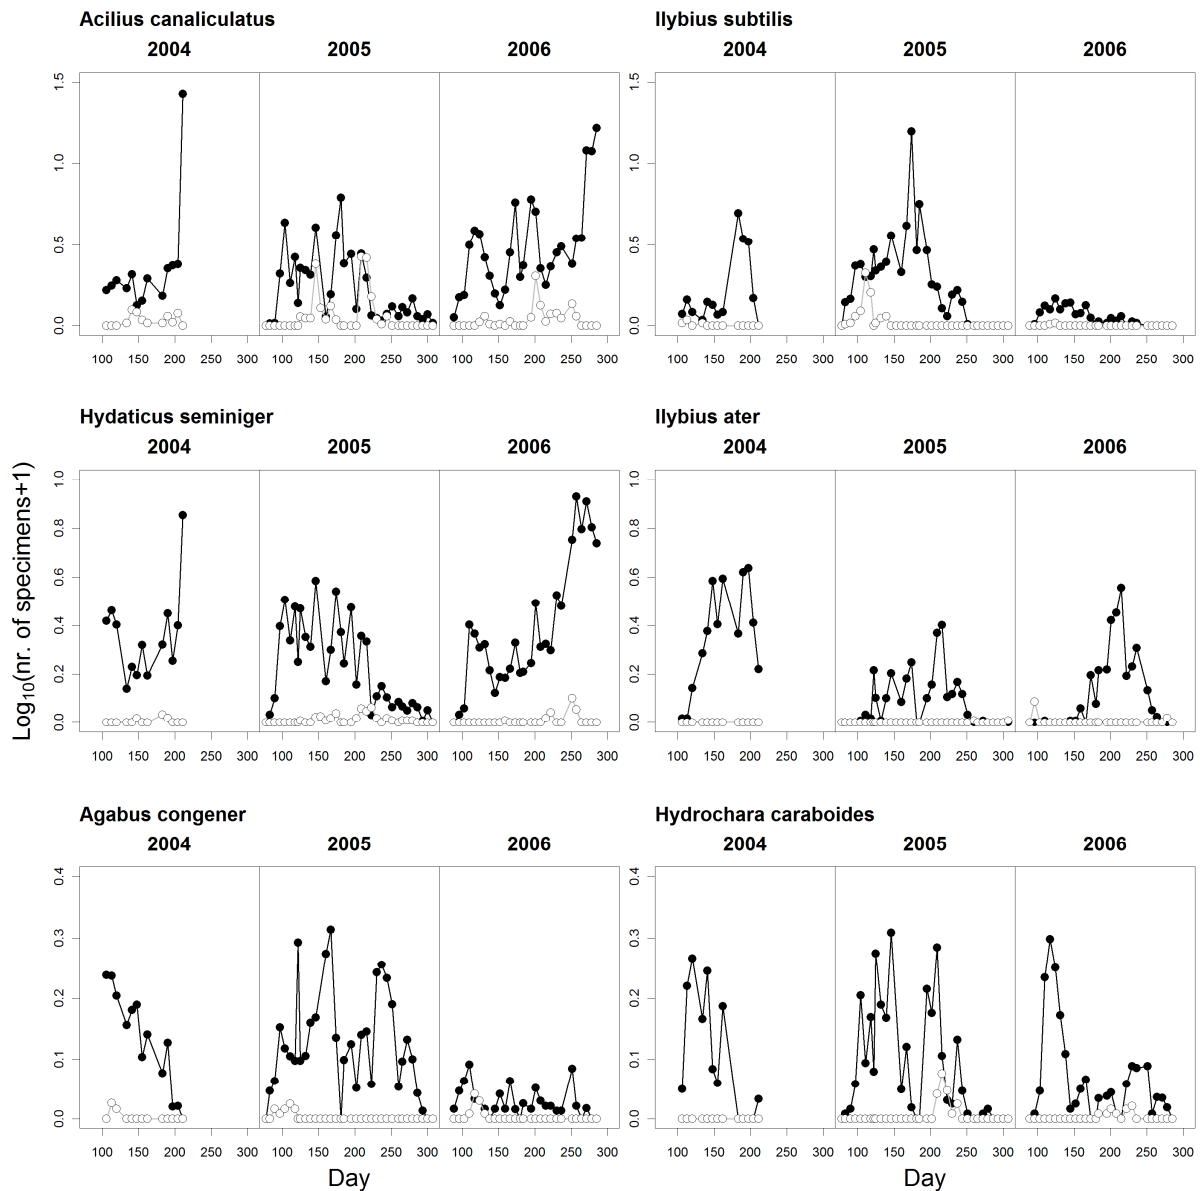 Acilius canaliculatus
2004 2005 2006
1.5
1.0
0.5
0.0
100 150 200 250 300 100 150 200 250 300 100 150 200 250 300
Ilybius subtilis
2004 2005 2006
1.5
1.0
0.5
0.0
100 150 200 250 300 100 150 200 250 300 100 150 200 250 300
Hydaticus seminiger
2004 2005 2006
1.0
0.8
0.6
0.4
0.2
0.0
100 150 200 250 300 100 150 200 250 300 100 150 200 250 300
Ilybius ater
2004 2005 2006
1.0
0.8
0.6
0.4
0.2
0.0
100 150 200 250 300 100 150 200 250 300 100 150 200 250 300
Log10(nr. of specimens+1)
Agabus congener
2004 2005 2006
0.4
0.3
0.2
0.1
0.0
100 150 200 250 300 100 150 200 250 300 100 150 200 250 300
Day
Hydrochara caraboides
2004 2005 2006
0.4
0.3
0.2
0.1
0.0
100 150 200 250 300 100 150 200 250 300 100 150 200 250 300
Day